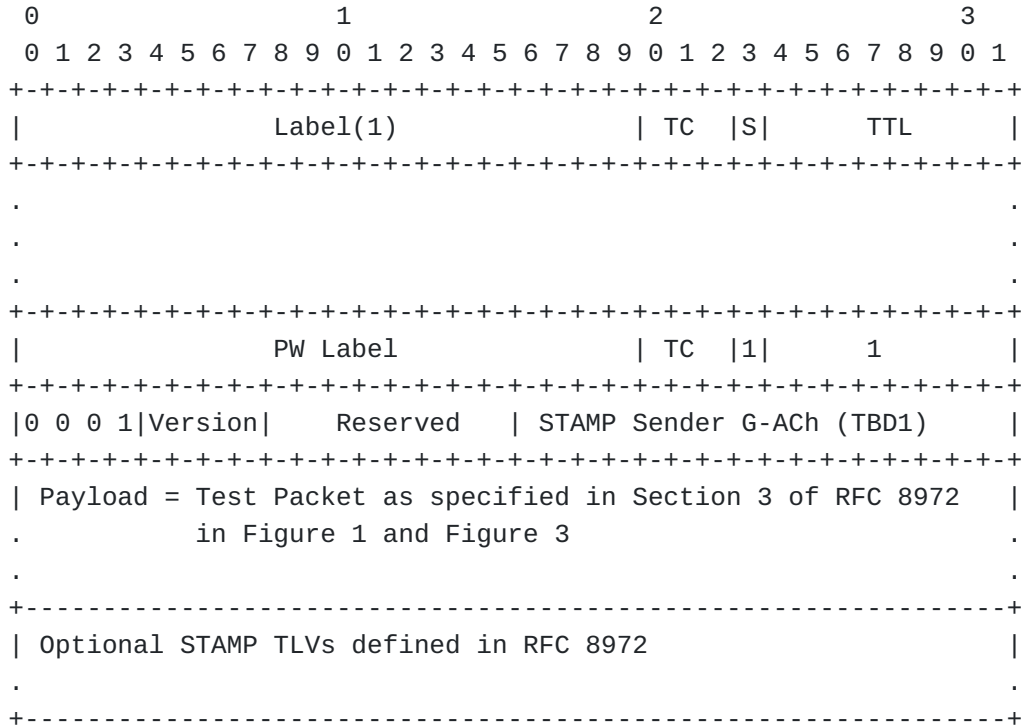 0                   1                   2                   3
 0 1 2 3 4 5 6 7 8 9 0 1 2 3 4 5 6 7 8 9 0 1 2 3 4 5 6 7 8 9 0 1
+-+-+-+-+-+-+-+-+-+-+-+-+-+-+-+-+-+-+-+-+-+-+-+-+-+-+-+-+-+-+-+-+
|                Label(1)               | TC  |S|      TTL      |
+-+-+-+-+-+-+-+-+-+-+-+-+-+-+-+-+-+-+-+-+-+-+-+-+-+-+-+-+-+-+-+-+
.                                                               .
.                                                               .
.                                                               .
+-+-+-+-+-+-+-+-+-+-+-+-+-+-+-+-+-+-+-+-+-+-+-+-+-+-+-+-+-+-+-+-+
|                PW Label               | TC  |1|      1        |
+-+-+-+-+-+-+-+-+-+-+-+-+-+-+-+-+-+-+-+-+-+-+-+-+-+-+-+-+-+-+-+-+
|0 0 0 1|Version|    Reserved   | STAMP Sender G-ACh (TBD1)     |
+-+-+-+-+-+-+-+-+-+-+-+-+-+-+-+-+-+-+-+-+-+-+-+-+-+-+-+-+-+-+-+-+
| Payload = Test Packet as specified in Section 3 of RFC 8972   |
.           in Figure 1 and Figure 3                            .
.                                                               .
+---------------------------------------------------------------+
| Optional STAMP TLVs defined in RFC 8972                       |
.                                                               .
+---------------------------------------------------------------+